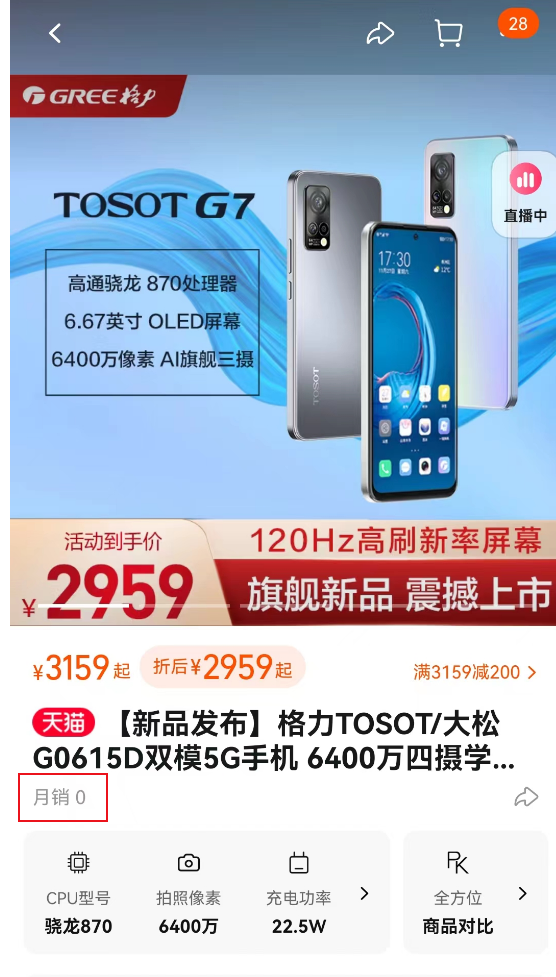 28
GREE格力
TOSOT G7
直播中
高通骁龙 870处理器
6.67英寸 OLED屏幕
6400万像素 AI旗舰三摄
17:30
12°C
TOSOT
活动到手价
¥2959
120Hz高刷新率屏幕
旗舰新品 震撼上市
¥3159起
折后¥2959起
满3159减200
天猫
【新品发布】格力TOSOT/大松
G0615D双模5G手机 6400万四摄学...
月销 0
CPU型号
骁龙870
拍照像素
6400万
充电功率
22.5W
PK
全方位
商品对比